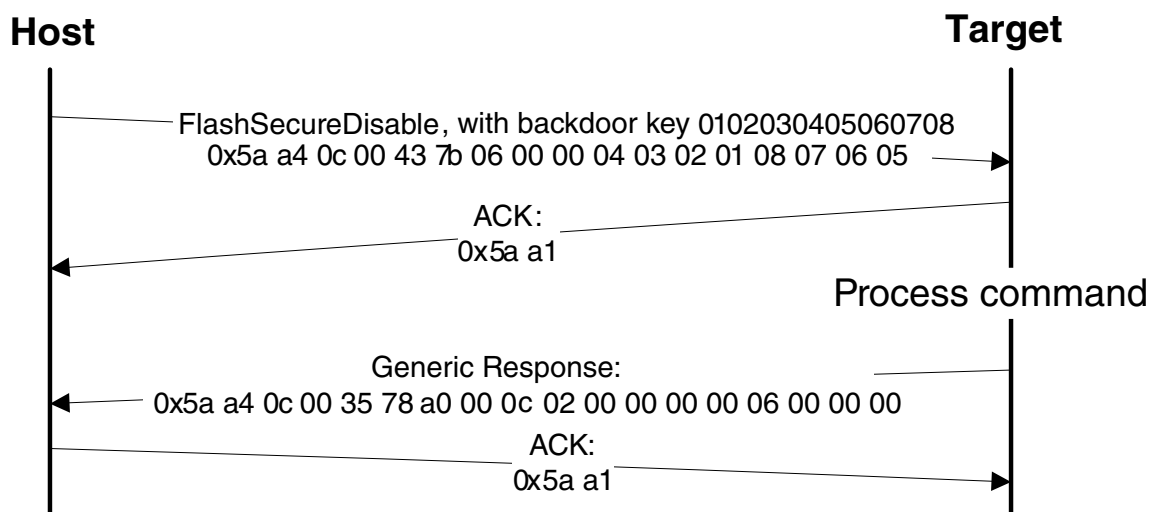 Host
Target
FlashSecureDisable, with backdoor key 0102030405060708
0x5a a4 0c 00 43 7b 06 00 00 04 03 02 01 08 07 06 05
ACK:
0x5a a1
Process command
Generic Response:
0x5a a4 0c 00 35 78 a0 00 0c 02 00 00 00 00 06 00 00 00
ACK:
0x5a a1